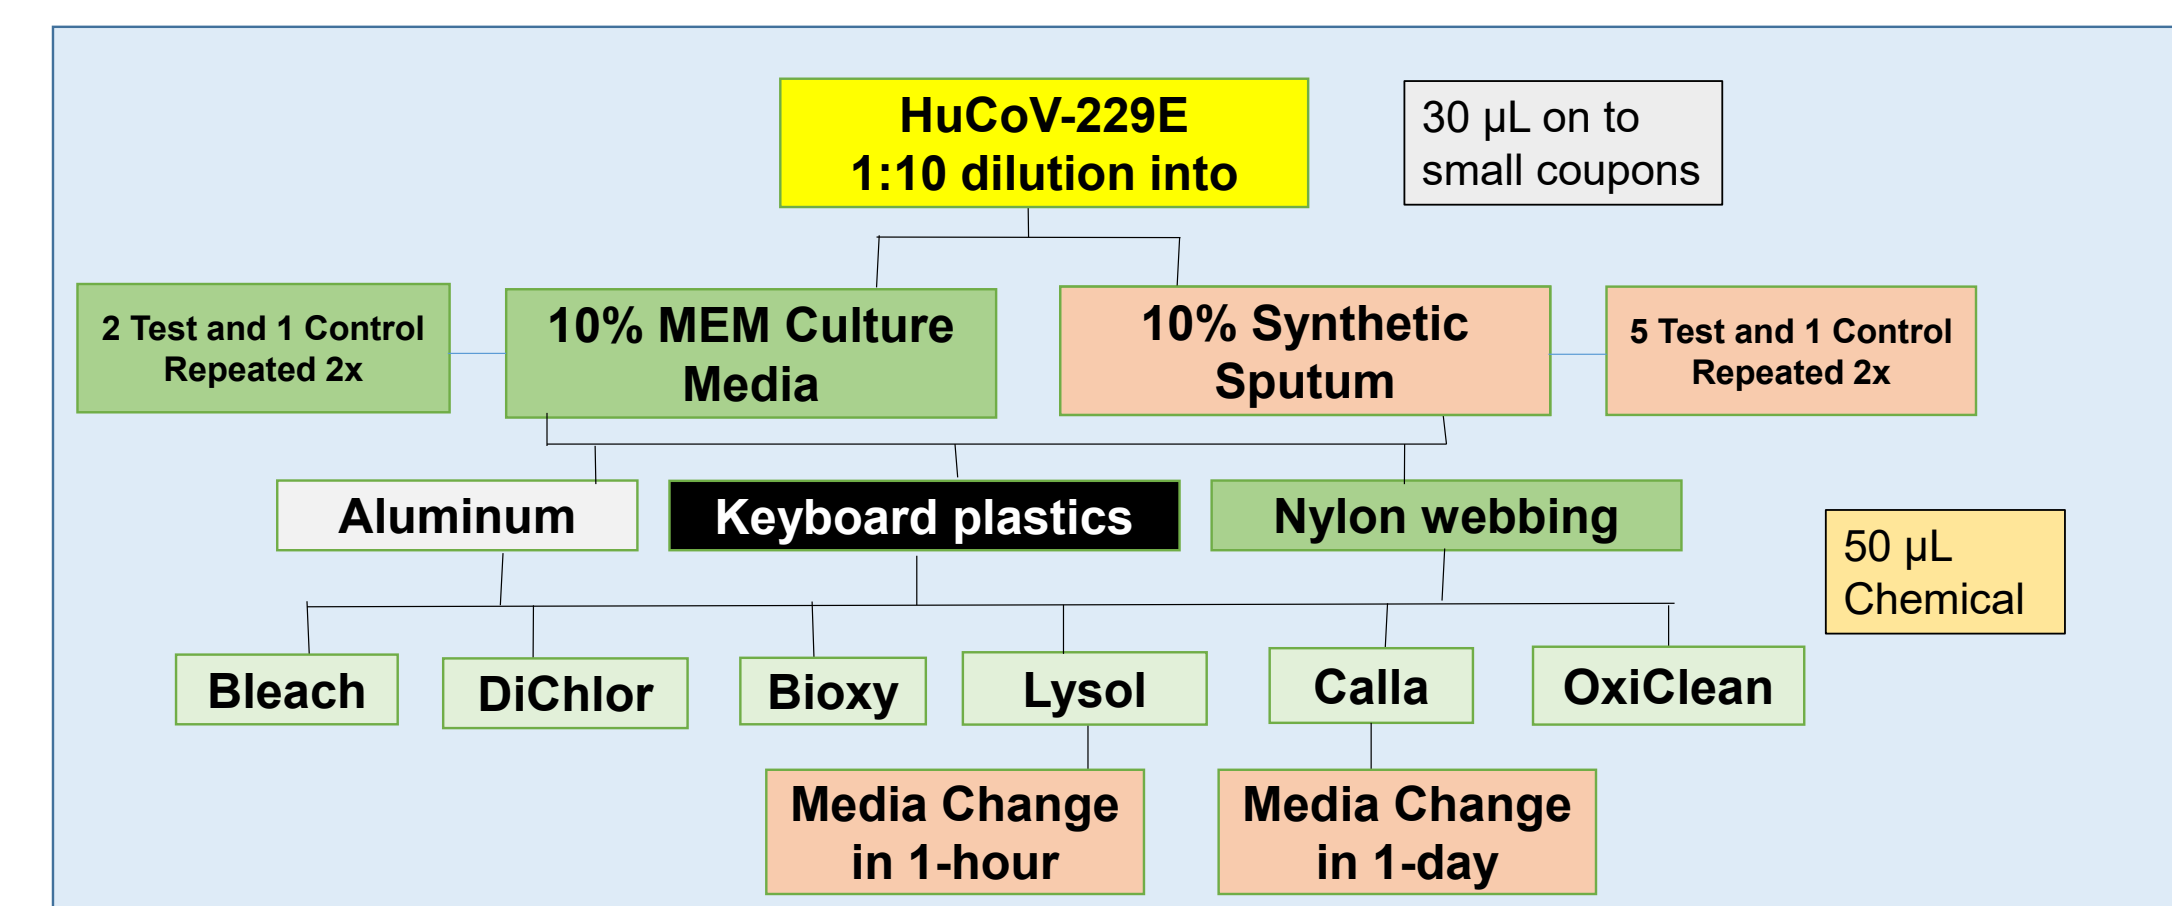 HuCoV-229E
1:10 dilution into
30 µL on to
small coupons
2 Test and 1 Control
Repeated 2x
10% MEM Culture
Media
10% Synthetic
Sputum
5 Test and 1 Control
Repeated 2x
Aluminum
Keyboard plastics
Nylon webbing
50 µL
Chemical
Bleach
DiChlor
Bioxy
Lysol
Calla
OxiClean
Media Change
in 1-hour
Media Change
in 1-day